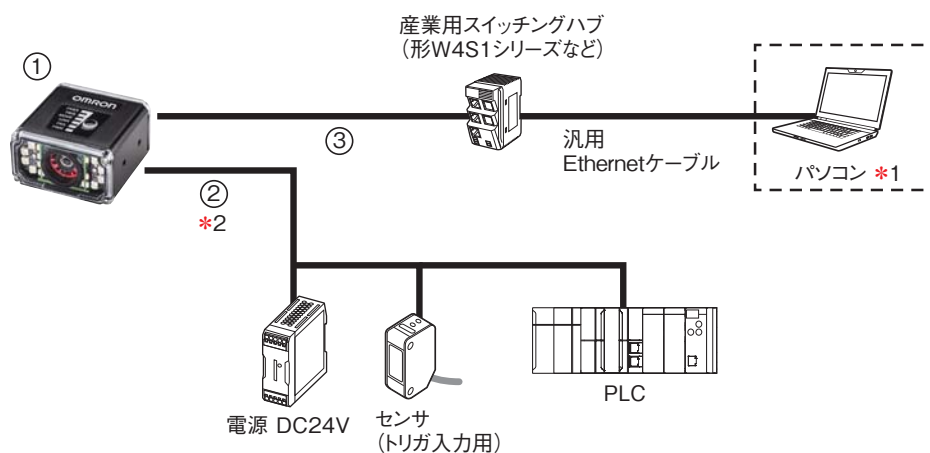 産業用スイッチングハブ
（形W4S1シリーズなど）
①
OMRON
③
汎用
Ethernetケーブル
パソコン *1
②
*2
電源 DC24V
センサ
（トリガ入力用）
PLC